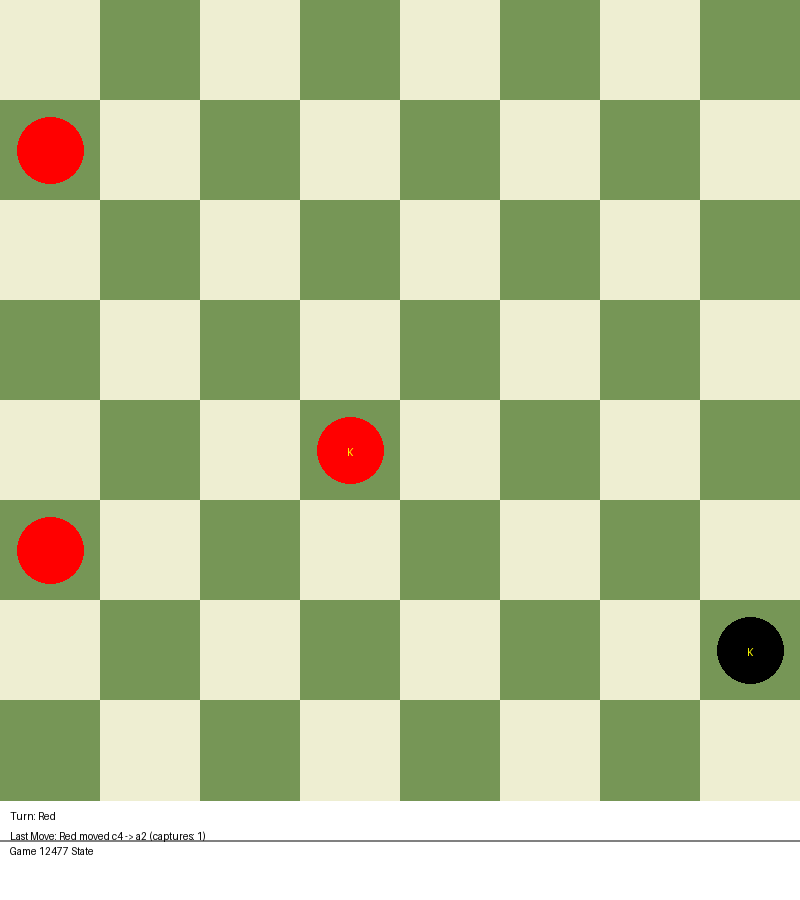 K
K
Turn: Red
Last Move: Red moved c4 -> a2 (captures: 1)
Game 12477 State